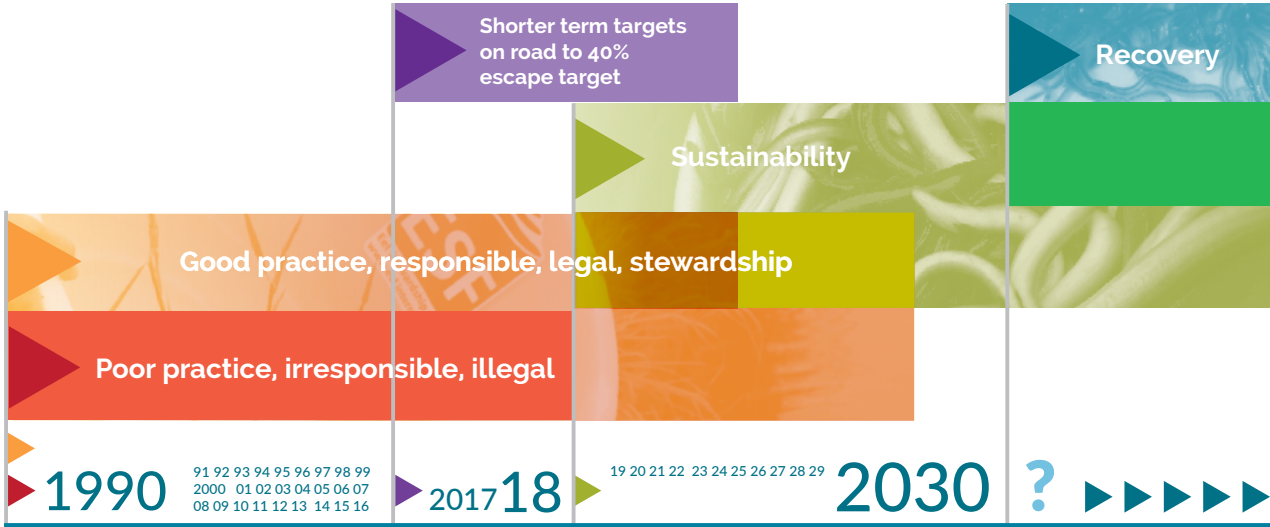 Shorter term targets
on road to 40%
escape target
Recovery
Sustainability
Good practice, responsible, legal, stewardship
Poor practice, irresponsible, illegal
1990
91 92 93 94 95 96 97 98 99
2000 01 02 03 04 05 06 07
08 09 10 11 12 13 14 15 16
2017 18
19 20 21 22 23 24 25 26 27 28 29
2030
?